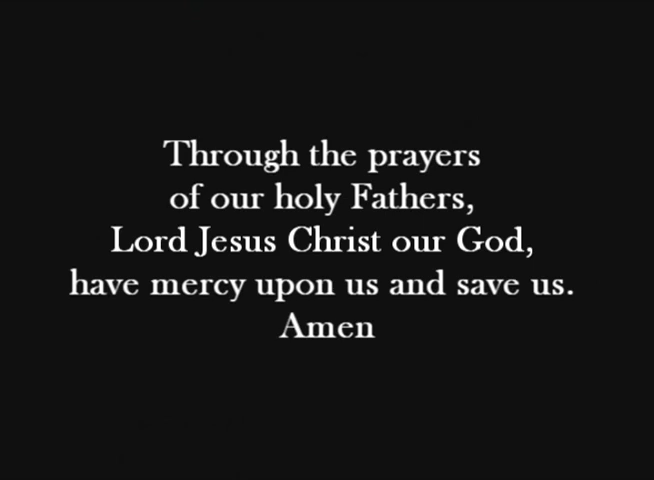 Through the prayers
of our holy Fathers,
Lord Jesus Christ our God,
have mercy upon us and save us.
Amen